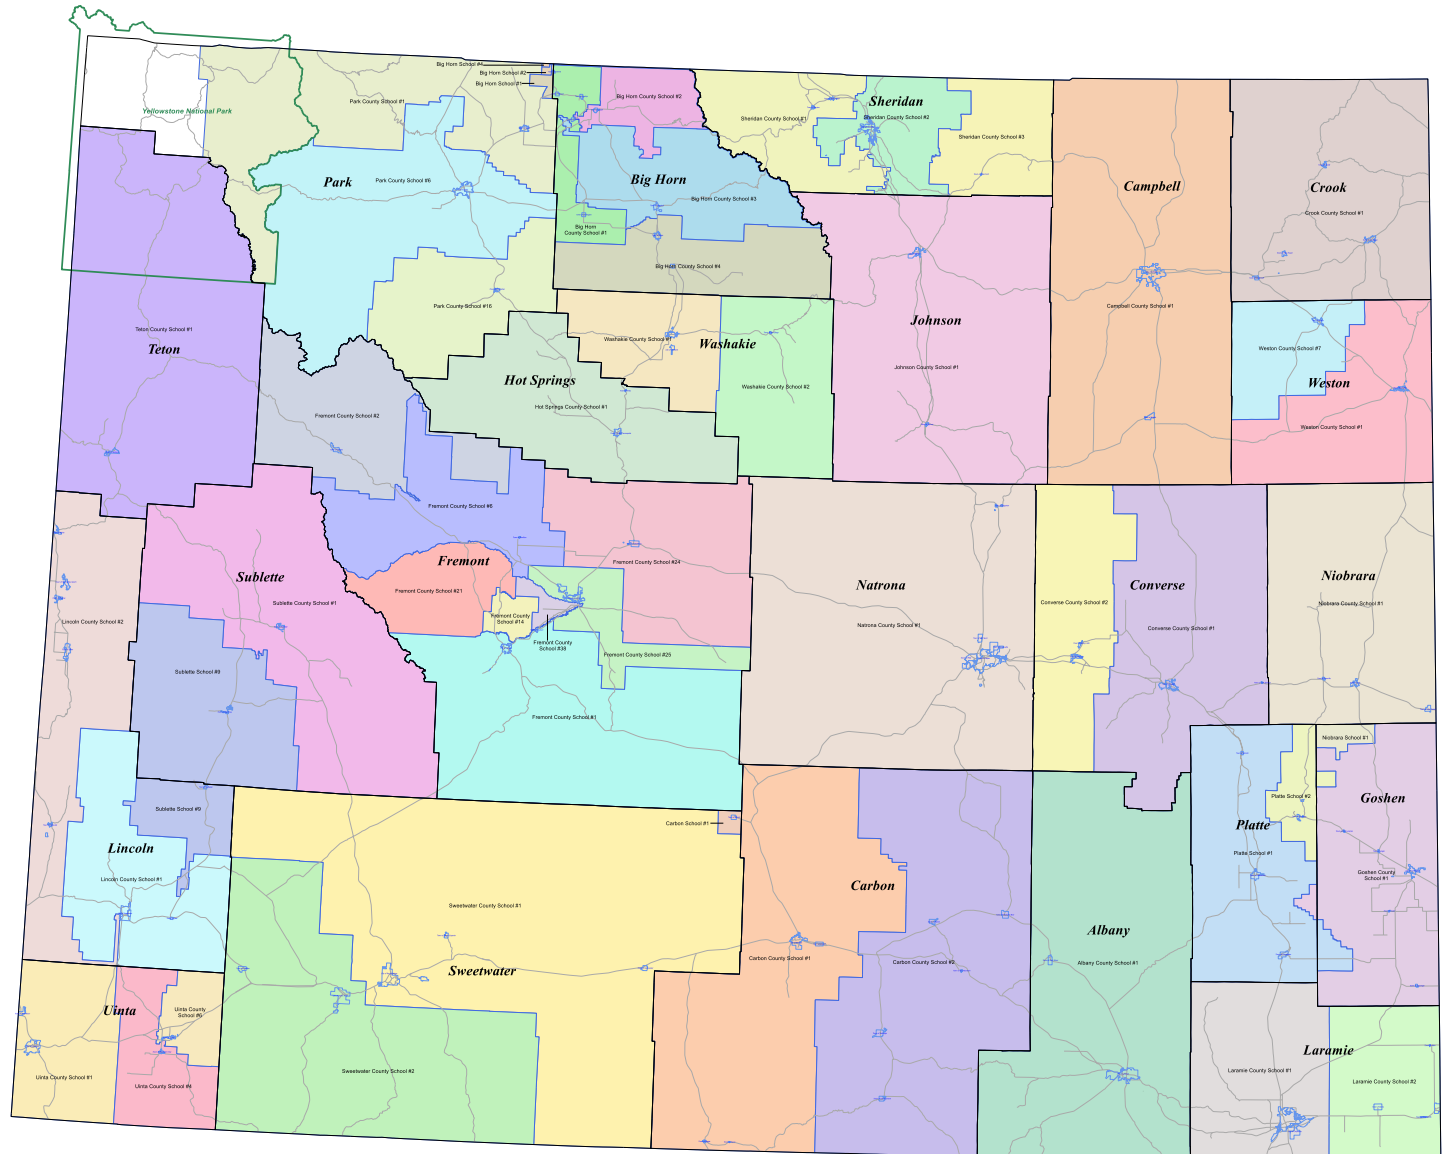 Big Horn School #4
Big Horn School #2
Big Horn School #1
Yellowstone National Park
Park County School #1
Big Horn County School #2
Sheridan
Sheridan County School #1
Sheridan County School #2
Sheridan County School #3
Park
Park County School #6
Big Horn
Big Horn County School #3
Big Horn
County School #1
Big Horn County School #4
Campbell
Campbell County School #1
Crook
Crook County School #1
Park County School #16
Teton County School #1
Teton
Johnson
Johnson County School #1
Washakie County School #1
Washakie
Washakie County School #2
Hot Springs
Hot Springs County School #1
Weston County School #7
Weston
Weston County School #1
Fremont County School #2
Fremont County School #6
Fremont
Fremont County School #24
Fremont County School #21
Fremont County
School #14
Fremont County
School #38
Fremont County School #25
Fremont County School #1
Sublette
Sublette County School #1
Sublette School #9
Lincoln County School #2
Natrona
Natrona County School #1
Converse County School #2
Converse
Converse County School #1
Niobrara
Niobrara County School #1
Niobrara School #1
Sublette School #9
Lincoln
Lincoln County School #1
Carbon School #1
Sweetwater County School #1
Sweetwater
Sweetwater County School #2
Carbon
Carbon County School #1
Carbon County School #2
Albany
Albany County School #1
Platte School #2
Platte
Platte School #1
Goshen
Goshen County
School #1
Uinta
Uinta County
School #6
Uinta County School #1
Uinta County School #4
Laramie
Laramie County School #1
Laramie County School #2